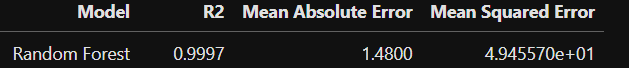 Model R2 Mean Absolute Error Mean Squared Error
Random Forest 0.9997 1.4800 4.945570e+01